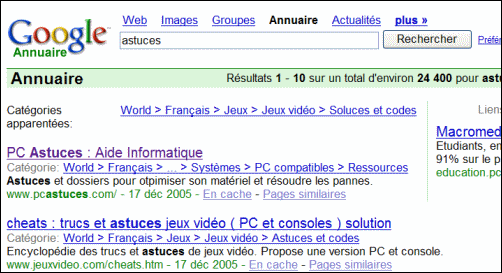 Google
Annuaire
Web Images Groupes Annuaire Actualités plus »
astuces Rechercher Préfé
Annuaire Résultats 1 - 10 sur un total d'environ 24 400 pour astu
Catégories apparentées: World > Français > Jeux > Jeux vidéo > Soluces et codes
Liens
PC Astuces : Aide Informatique
Catégorie: World > Français > ... > Systèmes > PC compatibles > Ressources
Astuces et dossiers pour otpimiser son matériel et résoudre les pannes.
www.pcastuces.com/ - 17 déc 2005 - En cache - Pages similaires
Macromed
Etudiants, en
91% sur le p
education.pc
cheats : trucs et astuces jeux vidéo ( PC et consoles ) solution
Catégorie: World > Français > Jeux > Jeux vidéo > Astuces et codes
Encyclopédie des trucs et astuces de jeux vidéo. Propose une version PC et console.
www.jeuxvideo.com/cheats.htm - 17 déc 2005 - En cache - Pages similaires